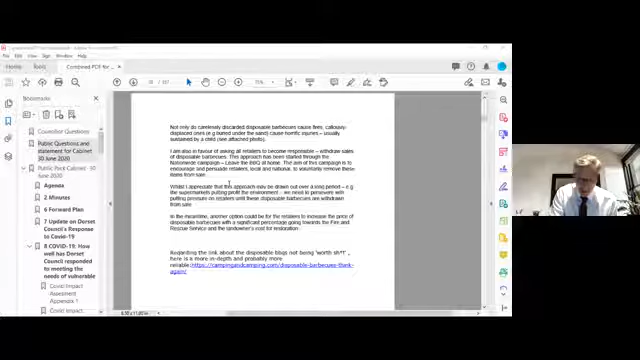 Home Tools Combined PDF for ... ×
Bookmarks ×
Councillor Questions
Public Questions and
statement for Cabinet
30 June 2020
Public Pack Cabinet - 30
June 2020
Agenda
2 Minutes
6 Forward Plan
7 Update on Dorset
Council's Response
to Covid-19
8 COVID-19: How
well has Dorset
Council responded
to meeting the
needs of vulnerable
Covid Impact
Assessment
Appendix 1
Covid Impact
Not only do carelessly discarded disposable barbecues cause fires, callously-
displaced ones (e.g buried under the sand) cause horrific injuries – usually
sustained by a child (see attached photo).
I am also in favour of asking all retailers to become responsible – withdraw sales
of disposable barbecues. This approach has been started through the
Nationwide campaign – Leave the BBQ at home. The aim of this campaign is to
encourage and persuade retailers, local and national, to voluntarily remove these
items from sale.
Whilst I appreciate that this approach may be drawn out over a long period – e.g
the supermarkets putting profit the environment – we need to persevere with
putting pressure on retailers until these disposable barbecues are withdrawn
from sale
In the meantime, another option could be for the retailers to increase the price of
disposable barbecues with a significant percentage going towards the Fire and
Rescue Service and the landowner's cost for restoration.
Regarding the link about the disposable bbqs not being 'worth
here is a more in-depth and probably more
reliable:https://campingandcamping.com/disposable-barbecues-think-
again/